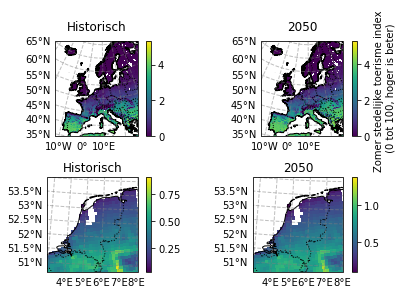 Historisch
2050
65°N
60°N
55°N
50°N
45°N
40°N
35°N
10°W 0° 10°E
4
2
0
65°N
60°N
55°N
50°N
45°N
40°N
35°N
10°W 0° 10°E
4
2
0
Zomer stedelijke toerisme index
(0 tot 100, hoger is beter)
Historisch
2050
53.5°N
53°N
52.5°N
52°N
51.5°N
51°N
4°E 5°E 6°E 7°E 8°E
0.75
0.50
0.25
53.5°N
53°N
52.5°N
52°N
51.5°N
51°N
4°E 5°E 6°E 7°E 8°E
1.0
0.5